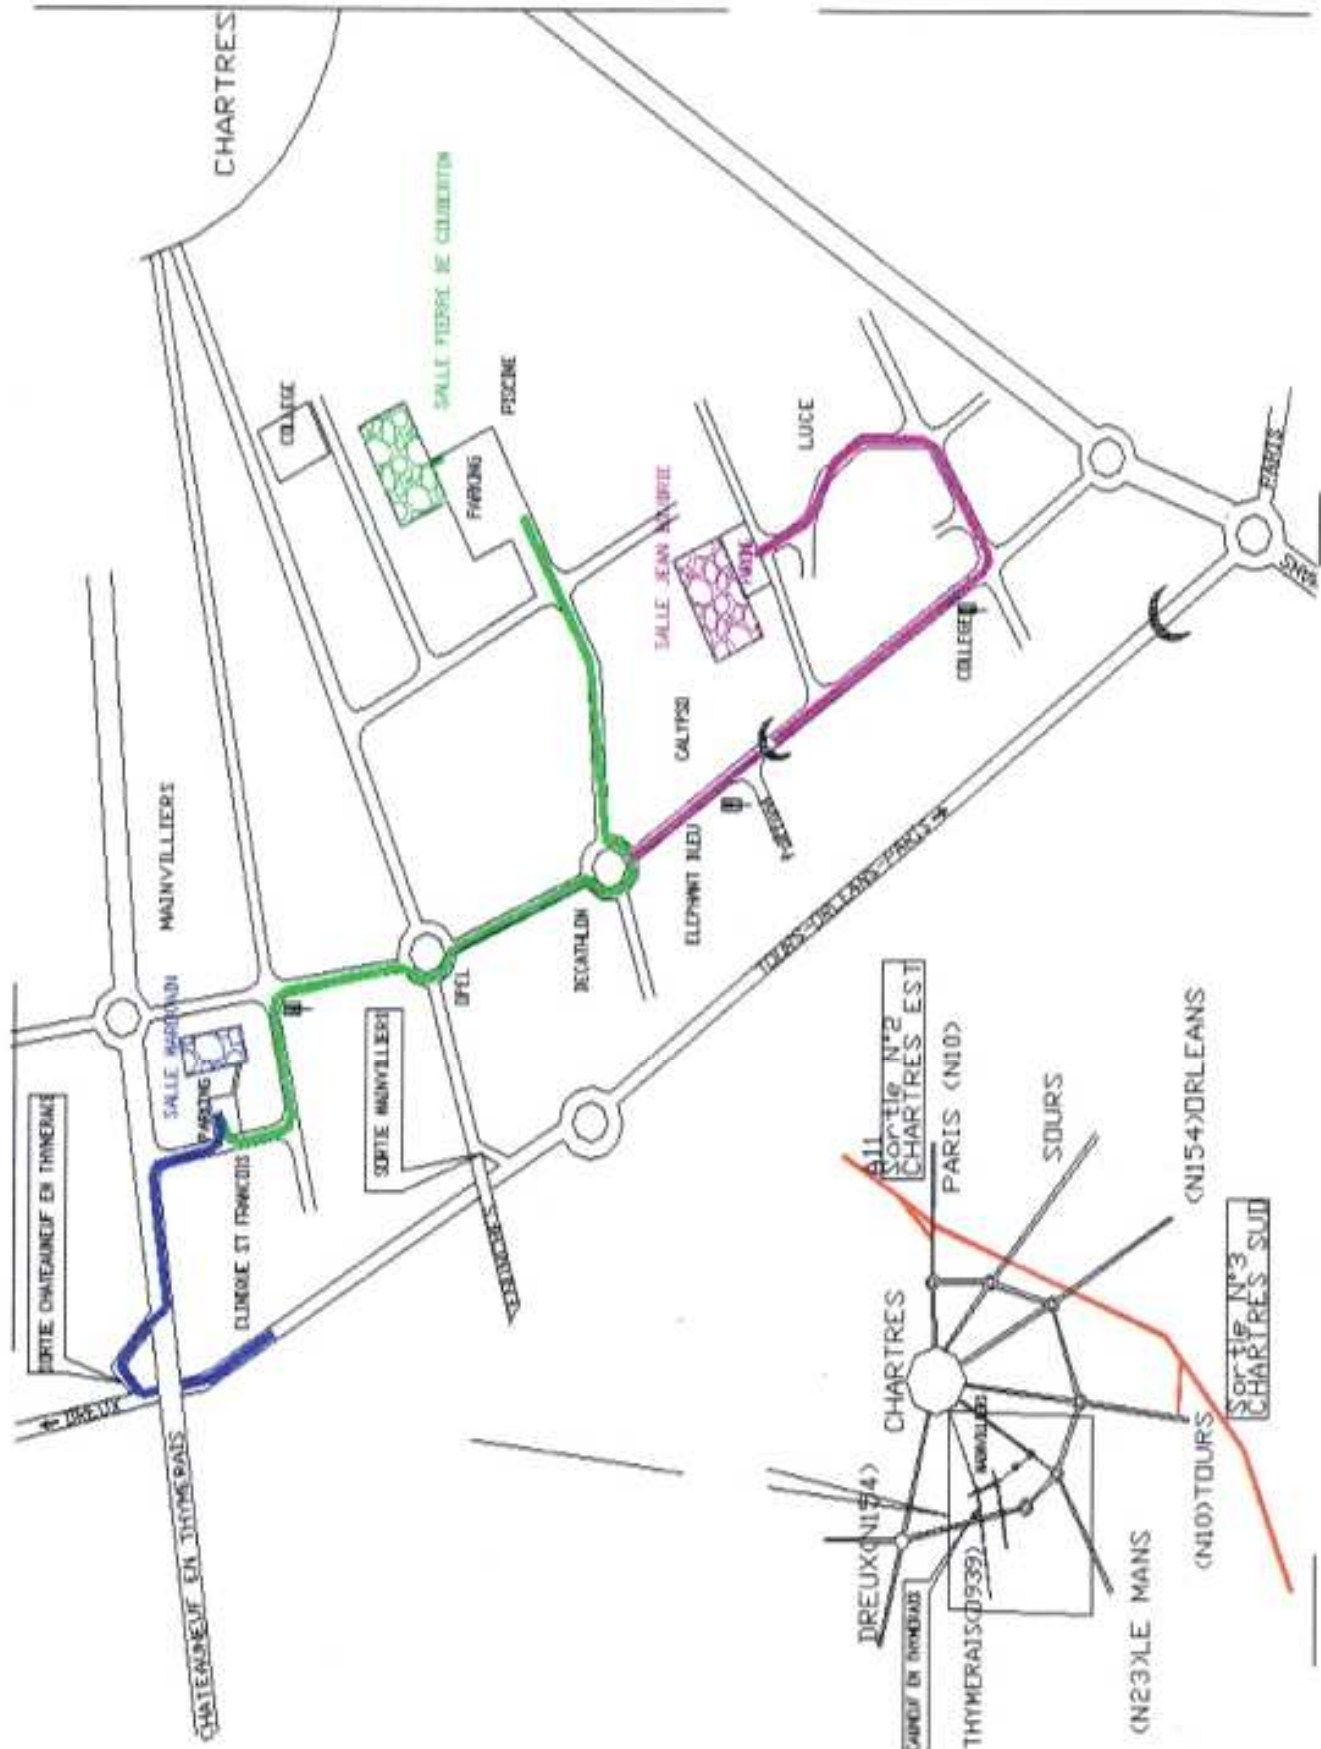 CHARTRES
SALLE PIERRE DE COUBERTIN
COLLEGE
PISCINE
PARKING
LUCE
COLLEGE
PARIS
CALYPSO
MAINVILLIERS
ELEPHANT BLEU
DECATHLON
OPEL
SALLE
PARKING
SORTIE MAINVILLIERS
SORTIE CHATEAUNEUF EN THYMERAIS
CLINIQUE ST FRANCOIS
DREUX
CHATEAUNEUF EN THYMERAIS
TOURS-ORLEANS-PARIS
SALLE JEAN
Sortie N°2
CHARTRES EST
PARIS (N10)
SOURS
(N154)ORLEANS
Sortie N°3
CHARTRES SUD
CHARTRES
MAINVILLIERS
(N10)TOURS
DREUX(N154)
THYMERAIS(D939)
(N23)LE MANS